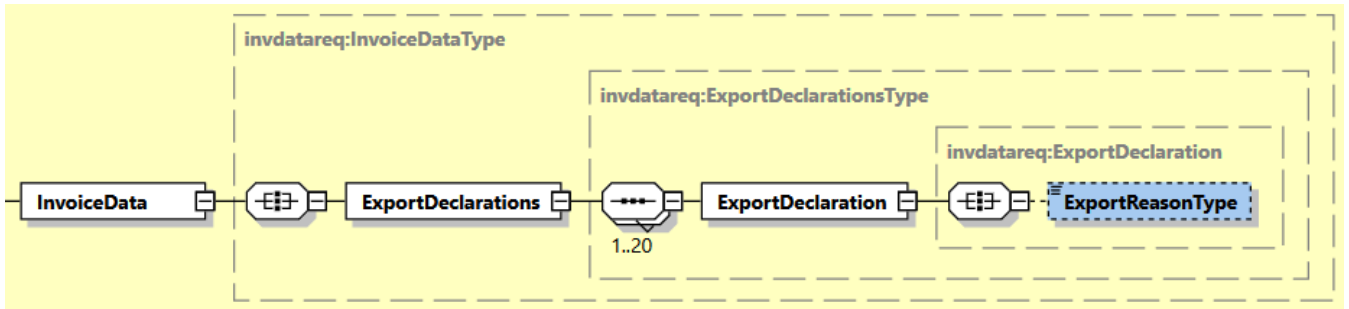 invdatareq:InvoiceDataType
invdatareq:ExportDeclarationsType
invdatareq:ExportDeclaration
InvoiceData
ExportDeclarations
ExportDeclaration
ExportReasonType
1..20